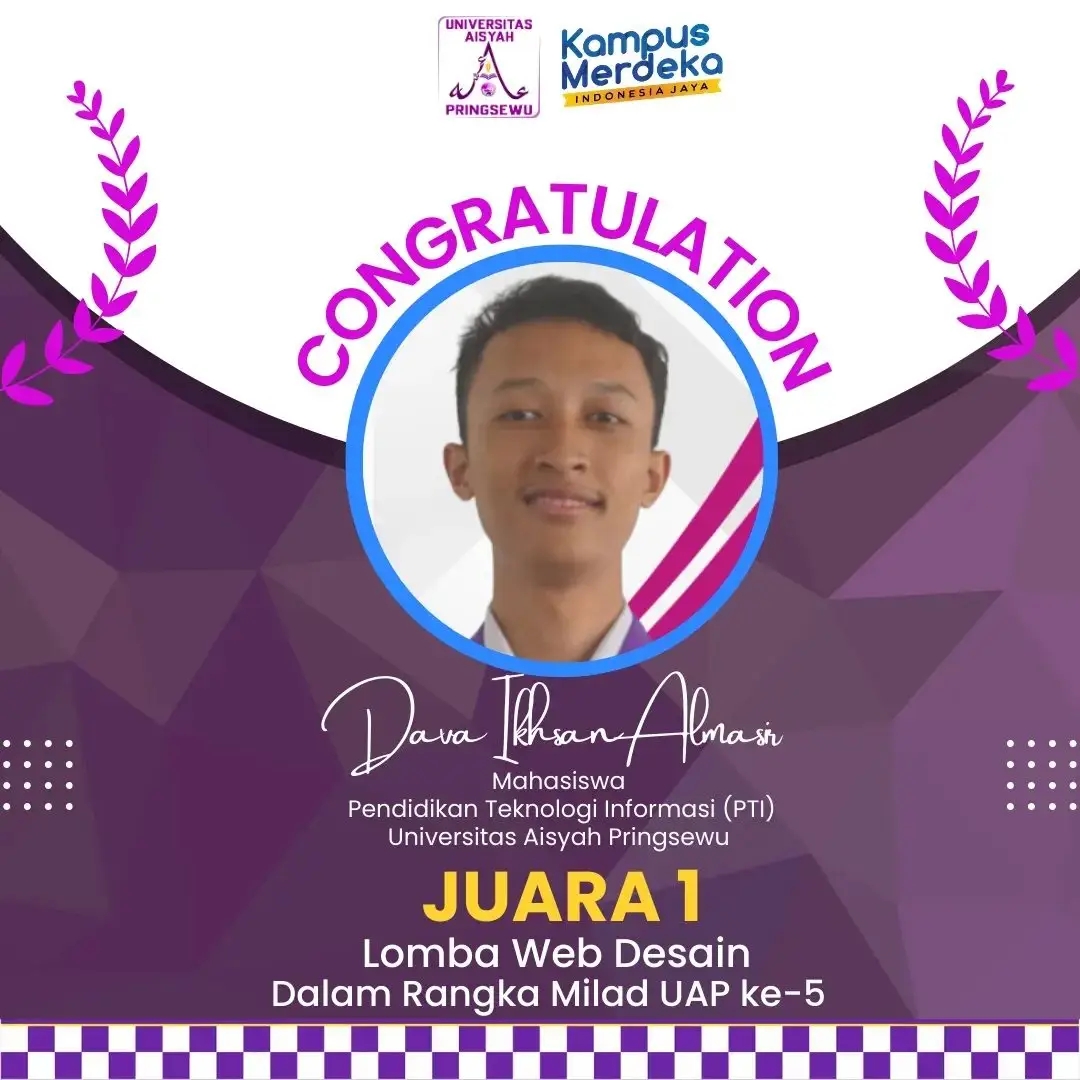 UNIVERSITAS
AISYAH
PRINGSEWU
Kampus
Merdeka
INDONESIA JAYA
CONGRATULATION
Dava Ikhsan Almasir
Mahasiswa
Pendidikan Teknologi Informasi (PTI)
Universitas Aisyah Pringsewu
JUARA 1
Lomba Web Desain
Dalam Rangka Milad UAP ke-5